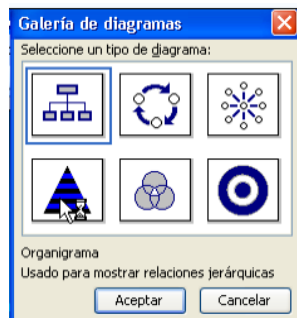 Galería de diagramas
Seleccione un tipo de diagrama:
Organigrama
Usado para mostrar relaciones jerárquicas
Aceptar
Cancelar